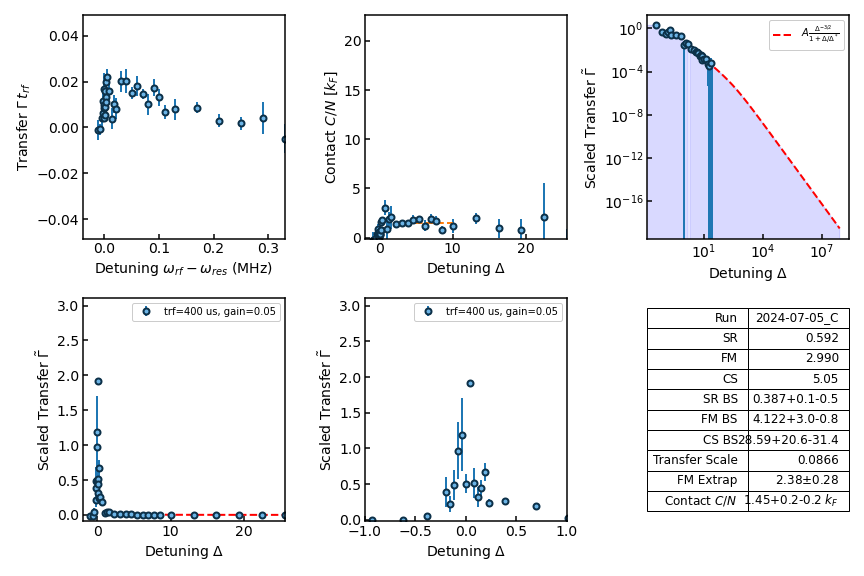 0.04
0.02
0.00
−0.02
−0.04
Transfer Γ t_rf
0.0 0.1 0.2 0.3
Detuning ω_rf − ω_res (MHz)
20
15
10
5
0
Contact C/N [k_F]
0 20
Detuning Δ
10^0
10^−4
10^−8
10^−12
10^−16
Scaled Transfer Γ̃
A Δ^−3/2 / 1 + Δ/Δ*
10^1 10^4 10^7
Detuning Δ
3.0
2.5
2.0
1.5
1.0
0.5
0.0
Scaled Transfer Γ̃
trf=400 us, gain=0.05
0 20
Detuning Δ
3.0
2.5
2.0
1.5
1.0
0.5
0.0
Scaled Transfer Γ̃
trf=400 us, gain=0.05
−1.0 −0.5 0.0 0.5 1.0
Detuning Δ
Run 2024-07-05_C
SR 0.592
FM 2.990
CS 5.05
SR BS 0.387+0.1-0.5
FM BS 4.122+3.0-0.8
CS BS 28.59+20.6-31.4
Transfer Scale 0.0866
FM Extrap 2.38±0.28
Contact C/N 1.45+0.2-0.2 k_F